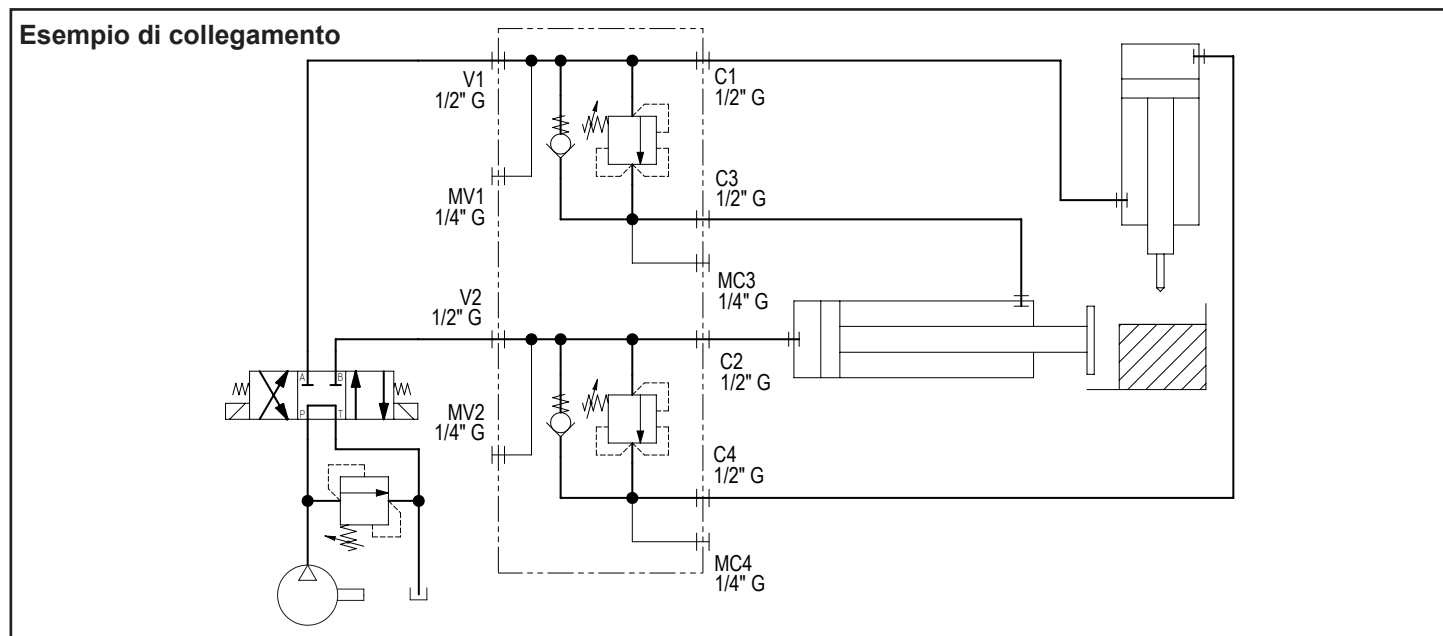 Esempio di collegamento
V1
1/2" G
C1
1/2" G
MV1
1/4" G
C3
1/2" G
MC3
1/4" G
V2
1/2" G
C2
1/2" G
A B
P T
MV2
1/4" G
C4
1/2" G
MC4
1/4" G